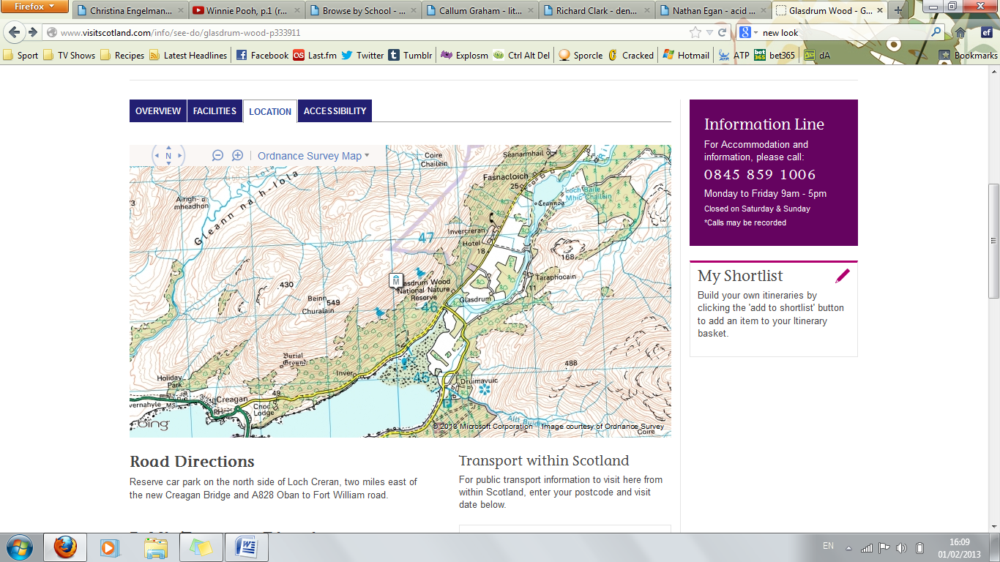 Firefox
Christina Engelman...
Winnie Pooh, p.1 (r...
Browse by School - ...
Callum Graham - lit...
Richard Clark - den...
Nathan Egan - acid ...
Glasdrum Wood - G...
www.visitscotland.com/info/see-do/glasdrum-wood-p333911
new look
Sport
TV Shows
Recipes
Latest Headlines
Facebook
Last.fm
Twitter
Tumblr
Explosm
Ctrl Alt Del
Sporcle
Cracked
Hotmail
ATP
bet365
dA
Bookmarks
OVERVIEW
FACILITIES
LOCATION
ACCESSIBILITY
N
Ordnance Survey Map
Coire
Chailein
Seanarmhail
Fasnacloich
25
Airigh-
mheadhon
Gleann na h-Iola
Loch Baile
Mhic Chailein
Crannog
Invercreran
Hotel
18
47
168
430
Beinn
549
Churalain
M
Glasdrum Wood
National Nature
Reserve
Taraphocain
11
Glasdrum
46
Burial
Ground
488
Inver
45
Druimavuic
P
Holiday
Park
3
Creagan
49
MS
PH
Cnoc
Lodge
Allt Buidhe
Coire
bing
© 2013 Microsoft Corporation
Image courtesy of Ordnance Survey
Road Directions
Reserve car park on the north side of Loch Creran, two miles east of
the new Creagan Bridge and A828 Oban to Fort William road.
Transport within Scotland
For public transport information to visit here from
within Scotland, enter your postcode and visit
date below.
Information Line
For Accommodation and
information, please call:
0845 859 1006
Monday to Friday 9am - 5pm
Closed on Saturday & Sunday
*Calls may be recorded
My Shortlist
Build your own itineraries by
clicking the 'add to shortlist' button
to add an item to your Itinerary
basket.
EN
16:09
01/02/2013